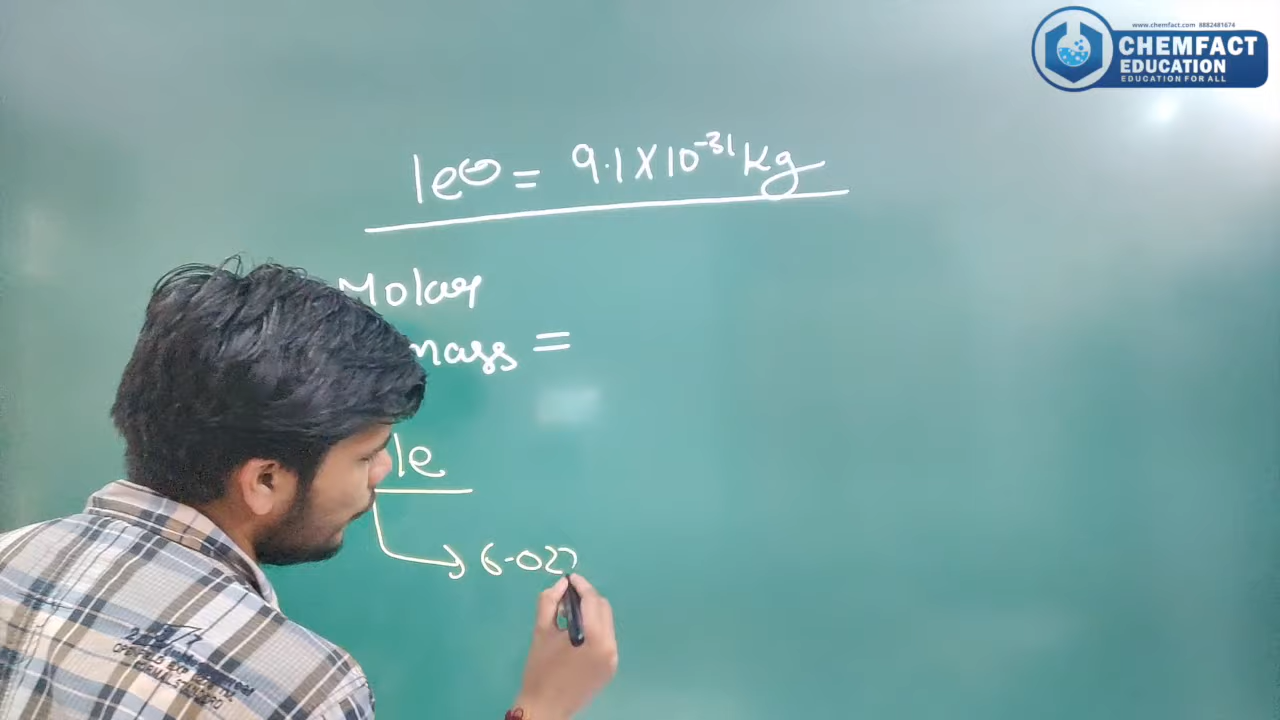 www.chemfact.com 8882481674
CHEMFACT
EDUCATION
EDUCATION FOR ALL
1e⊖ = 9.1 X 10⁻³¹ Kg
Molar
mass =
le
6.022